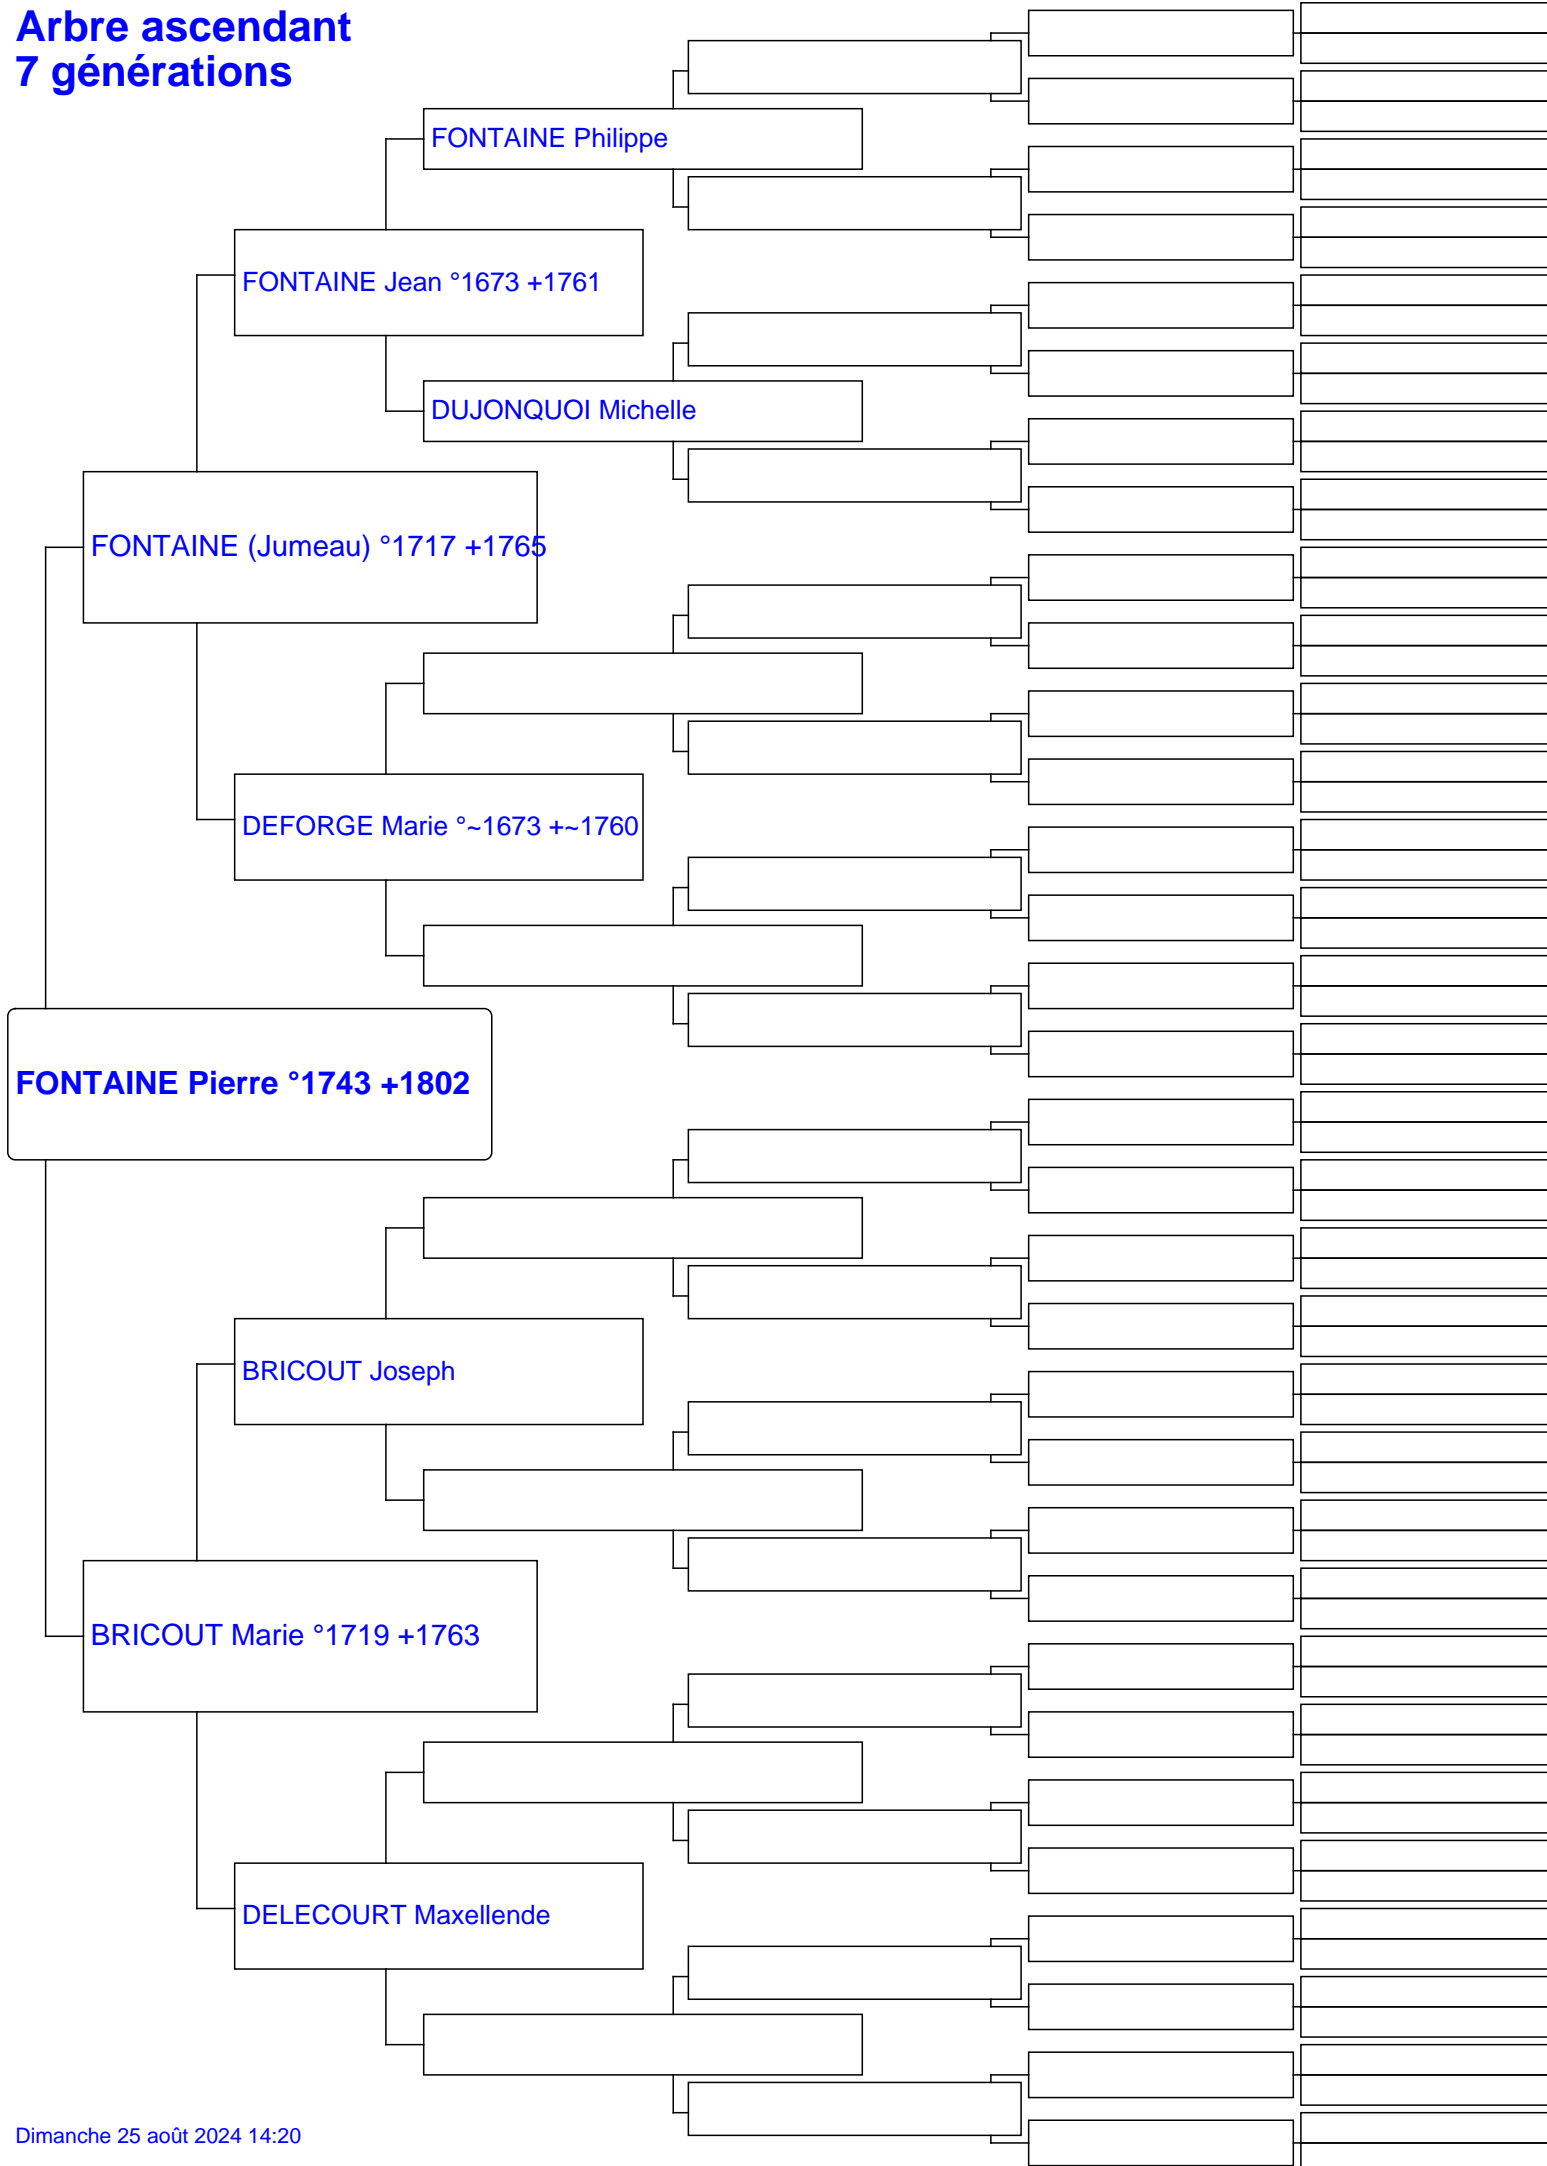 Arbre ascendant
7 générations
FONTAINE Philippe
FONTAINE Jean °1673 +1761
DUJONQUOI Michelle
FONTAINE (Jumeau) °1717 +1765
DEFORGE Marie °~1673 +~1760
FONTAINE Pierre °1743 +1802
BRICOUT Joseph
BRICOUT Marie °1719 +1763
DELECOURT Maxellende
Dimanche 25 août 2024 14:20